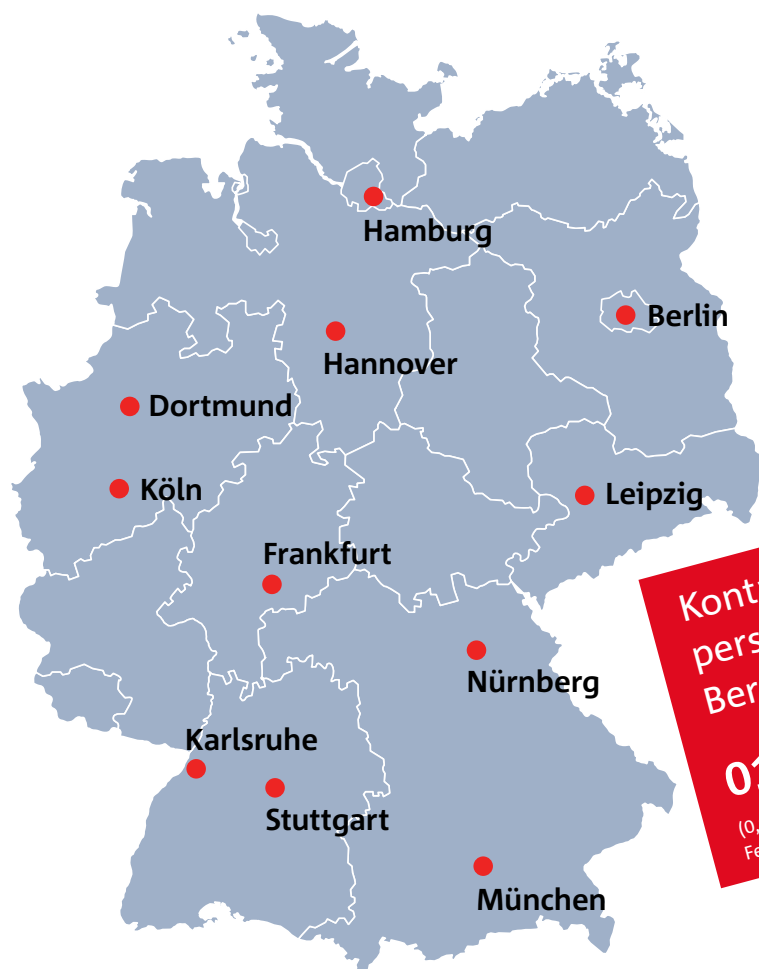 Hamburg
Berlin
Hannover
Dortmund
Köln
Leipzig
Frankfurt
Nürnberg
Karlsruhe
Stuttgart
München